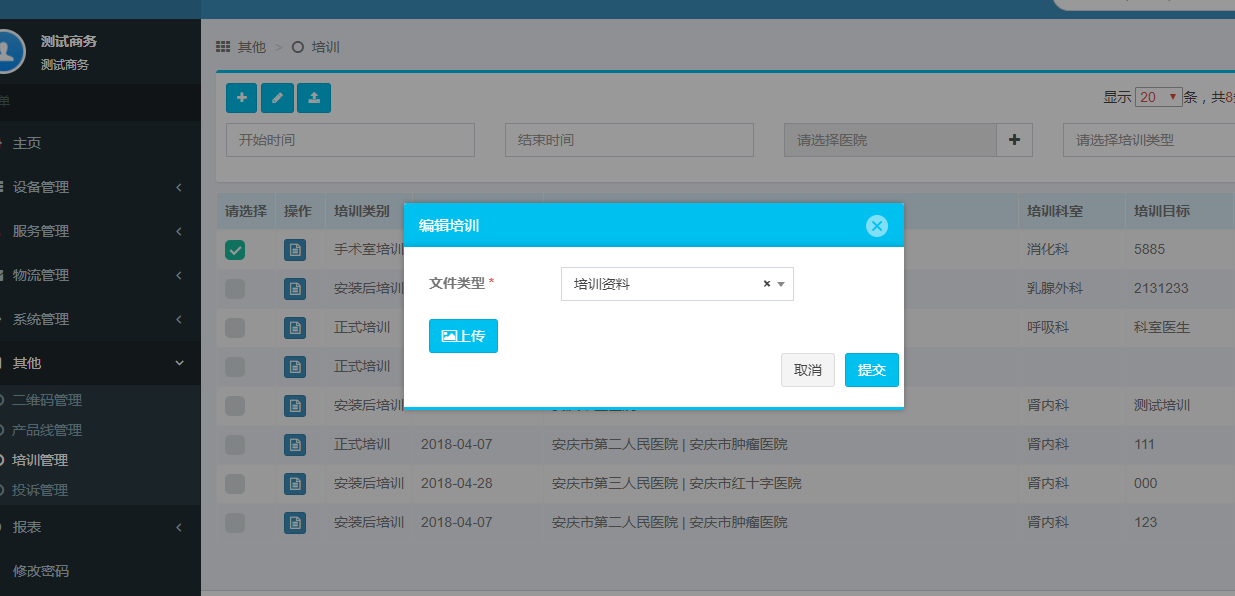 测试商务
测试商务
单
主页
设备管理
服务管理
物流管理
系统管理
其他
二维码管理
产品线管理
培训管理
投诉管理
报表
修改密码
其他 > 培训
显示 20 条，共8
开始时间 结束时间 请选择医院 请选择培训类型
请选择 操作 培训类别 培训科室 培训目标
手术室培训 消化科 5885
安装后培训 乳腺外科 2131233
正式培训 呼吸科 科室医生
正式培训
安装后培训 肾内科 测试培训
正式培训 2018-04-07 安庆市第二人民医院 | 安庆市肿瘤医院 肾内科 111
安装后培训 2018-04-28 安庆市第三人民医院 | 安庆市红十字医院 肾内科 000
安装后培训 2018-04-07 安庆市第二人民医院 | 安庆市肿瘤医院 肾内科 123
编辑培训
文件类型 * 培训资料 ×
上传
取消 提交